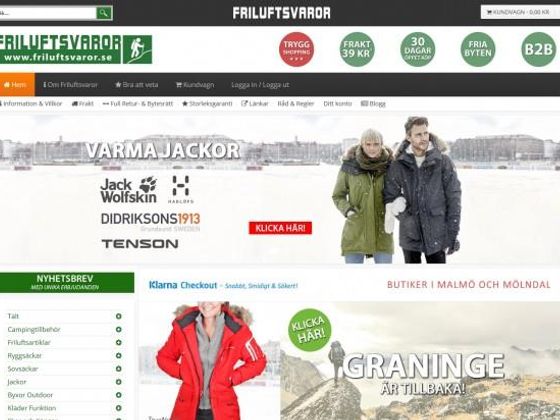 Sök
FRILUFTSVAROR
KUNDVAGN - 0,00 KR
FRILUFTSVAROR
www.friluftsvaror.se
TRYGG
SHOPPING
FRAKT
39 KR
30
DAGAR
ÖPPET KÖP
FRIA
BYTEN
B2B
Hem
Om Friluftsvaror
Bra att veta
Kundvagn
Logga in / Logga ut
Information & Villkor
Frakt
Full Retur- & Bytesrätt
Storleksgaranti
Länkar
Råd & Regler
Ditt konto
Blogg
VARMA JACKOR
Jack
Wolfskin
HAGLÖFS
DIDRIKSONS1913
Grundsund SWEDEN
TENSON
KLICKA HÄR!
NYHETSBREV
MED UNIKA ERBJUDANDEN
Klarna Checkout - Snabbt, Smidigt & Säkert!
BUTIKER I MALMÖ OCH MÖLNDAL
Tält
Campingtillbehör
Friluftsartiklar
Ryggsäckar
Sovsäckar
Jackor
Byxor Outdoor
Kläder Funktion
KLICKA
HÄR!
GRANINGE
ÄR TILLBAKA!